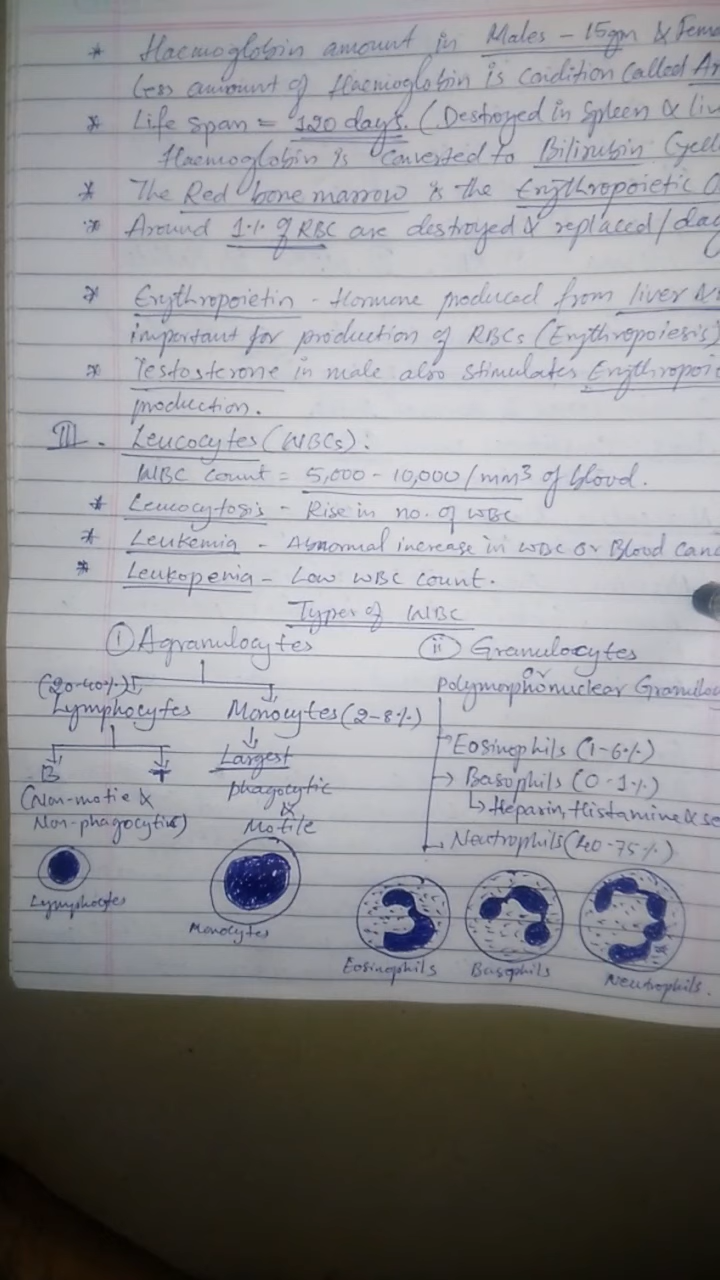 * Haemoglobin amount in Males - 15gm & Fema
Less amount of Haemoglobin is condition called An
* Life span = 120 days. (Destroyed in Spleen & liv
Haemoglobin is converted to Bilirubin
* The Red bone marrow is the Erythropoietic O
* Around 1% of RBC are destroyed & replaced/day
* Erythropoietin - Hormone produced from liver &
important for production of RBCs (Erythropoiesis)
* Testosterone in male also stimulates Erythropoi
production.
III. Leucocytes (WBCs):
WBC count = 5,000 - 10,000/mm3 of blood.
* Leucocytosis - Rise in no. of WBC
* Leukemia - Abnormal increase in WBC or Blood canc
* Leukopenia - Low WBC count.
Types of WBC
i Agranulocytes ii Granulocytes
or
Polymorphonuclear Granuloc
(20-40%)
Lymphocytes Monocytes (2-8%)
Eosinophils (1-6%)
B T Largest
Basophils (0-1%)
(Non-motile & phagocytic
Heparin, Histamine & se
& 
Non-phagocytic) Motile
Neutrophils (40-75%)
Lymphocytes
Monocytes
Eosinophils Basophils Neutrophils.